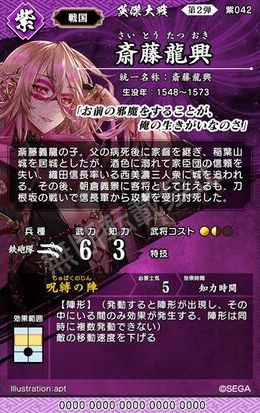 紫
戦国
英傑大戦
第2弾
紫042
さい とう たつ おき
斎藤龍興
統一名称：斎藤龍興
生没年：1548～1573
「お前の邪魔をすることが、
俺の生きがいなのさ」
斎藤義龍の子。父の病死後に家督を継ぎ、稲葉山
城を居城としたが、酒色に溺れて家臣団の信頼を
失い、織田信長率いる西美濃三人衆に城を追わ
れる。その後、朝倉義景に客将として仕えるも、刀
根坂の戦いで信長軍から攻撃を受け討死した。
兵種
武力
知力
武将コスト
鉄砲隊
6
3
特技
じゅばくのじん
呪縛の陣
必要士気
5
効果時間
知力時間
効果範囲
【陣形】（発動すると陣形が出現し、その
中にいる間のみ効果が発生する。陣形は同
時に複数発動できない）
敵の移動速度を下げる
Illustration:apt
©SEGA
0000-0000-0000-0000-0000